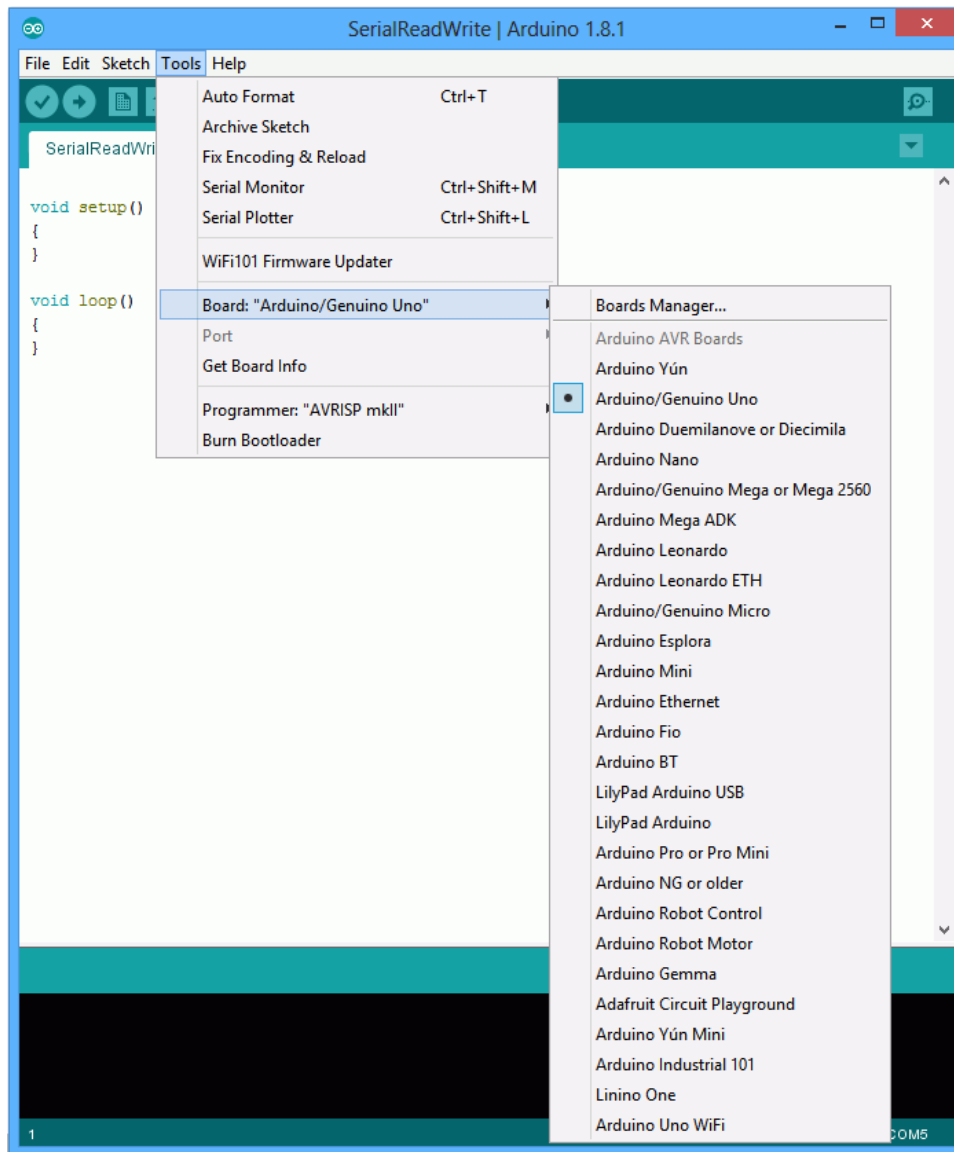 SerialReadWrite | Arduino 1.8.1
File Edit Sketch Tools Help
SerialReadWri
void setup()
{
}
void loop()
{
}
Auto Format Ctrl+T
Archive Sketch
Fix Encoding & Reload
Serial Monitor Ctrl+Shift+M
Serial Plotter Ctrl+Shift+L
WiFi101 Firmware Updater
Board: "Arduino/Genuino Uno"
Port
Get Board Info
Programmer: "AVRISP mkII"
Burn Bootloader
Boards Manager...
Arduino AVR Boards
Arduino Yún
Arduino/Genuino Uno
Arduino Duemilanove or Diecimila
Arduino Nano
Arduino/Genuino Mega or Mega 2560
Arduino Mega ADK
Arduino Leonardo
Arduino Leonardo ETH
Arduino/Genuino Micro
Arduino Esplora
Arduino Mini
Arduino Ethernet
Arduino Fio
Arduino BT
LilyPad Arduino USB
LilyPad Arduino
Arduino Pro or Pro Mini
Arduino NG or older
Arduino Robot Control
Arduino Robot Motor
Arduino Gemma
Adafruit Circuit Playground
Arduino Yún Mini
Arduino Industrial 101
Linino One
Arduino Uno WiFi
1 COM5